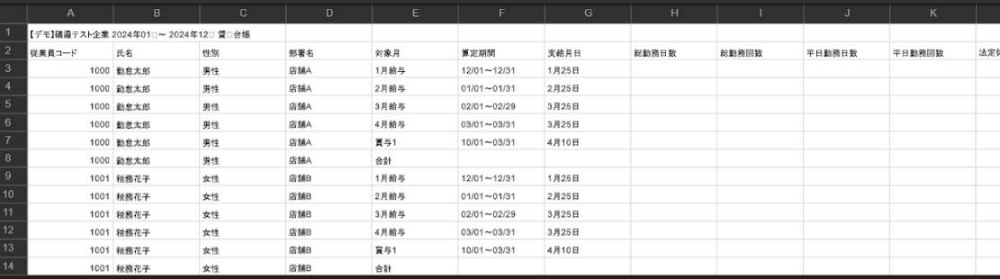 A B C D E F G H I J K
1 【デモ】礒邉テスト企業 2024年01□～ 2024年12□ 賃□台帳
2 従業員コード 氏名 性別 部署名 対象月 算定期間 支給月日 総勤務日数 総勤務回数 平日勤務日数 平日勤務回数 法定
3 1000 勤怠太郎 男性 店舗A 1月給与 12/01～12/31 1月25日
4 1000 勤怠太郎 男性 店舗A 2月給与 01/01～01/31 2月25日
5 1000 勤怠太郎 男性 店舗A 3月給与 02/01～02/29 3月25日
6 1000 勤怠太郎 男性 店舗A 4月給与 03/01～03/31 3月25日
7 1000 勤怠太郎 男性 店舗A 賞与1 10/01～03/31 4月10日
8 1000 勤怠太郎 男性 店舗A 合計
9 1001 税務花子 女性 店舗B 1月給与 12/01～12/31 1月25日
10 1001 税務花子 女性 店舗B 2月給与 01/01～01/31 2月25日
11 1001 税務花子 女性 店舗B 3月給与 02/01～02/29 3月25日
12 1001 税務花子 女性 店舗B 4月給与 03/01～03/31 3月25日
13 1001 税務花子 女性 店舗B 賞与1 10/01～03/31 4月10日
14 1001 税務花子 女性 店舗B 合計